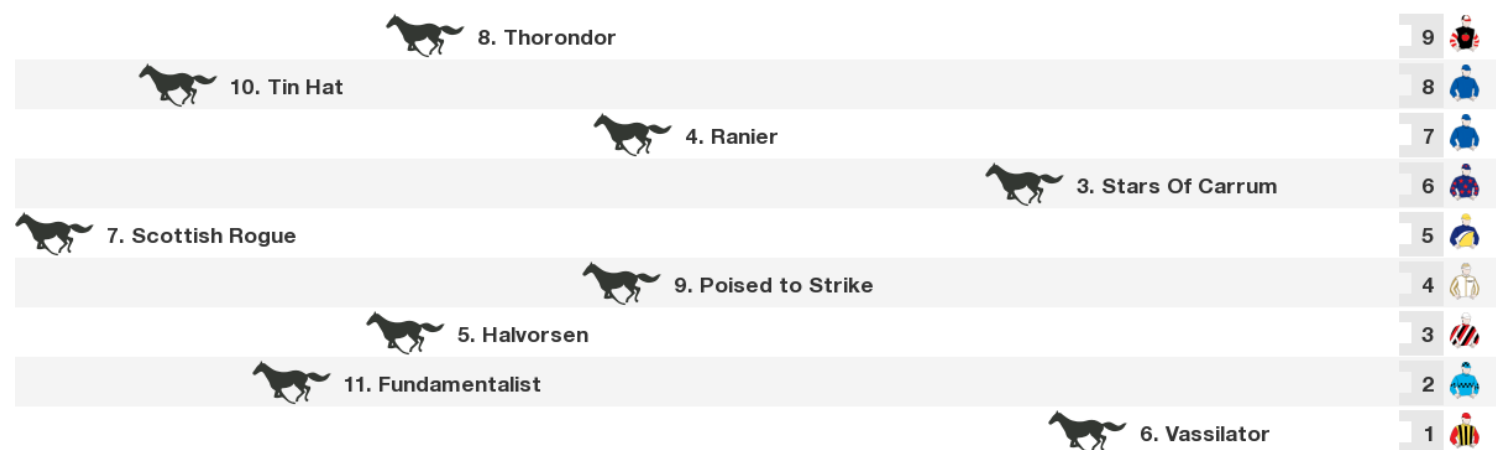 8. Thorondor 9
10. Tin Hat 8
4. Ranier 7
3. Stars Of Carrum 6
7. Scottish Rogue 5
9. Poised to Strike 4
5. Halvorsen 3
11. Fundamentalist 2
6. Vassilator 1